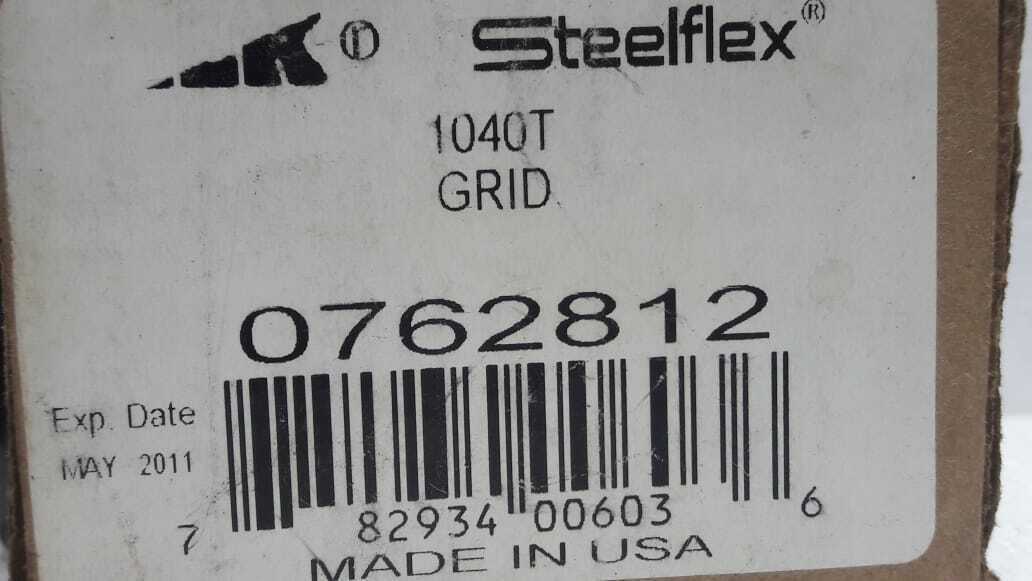 Steelflex®
1040T
GRID
0762812
Exp. Date
MAY 2011
7 82934 00603 6
MADE IN USA